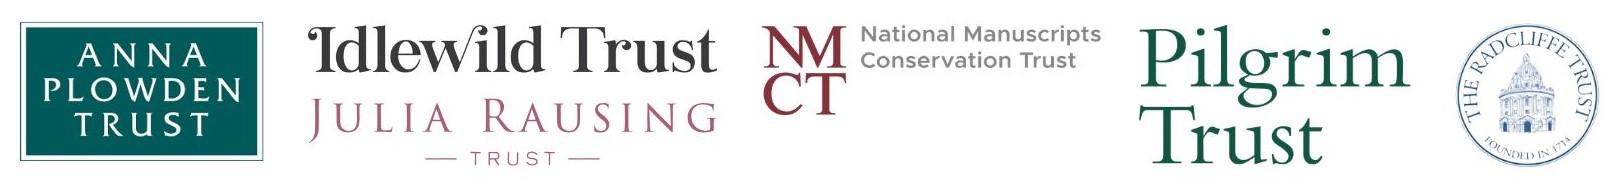 ANNA
PLOWDEN
TRUST
Idlewild Trust
JULIA RAUSING
TRUST
NM
CT
National Manuscripts
Conservation Trust
Pilgrim
Trust
THE RADCLIFFE TRUST
FOUNDED IN 1714